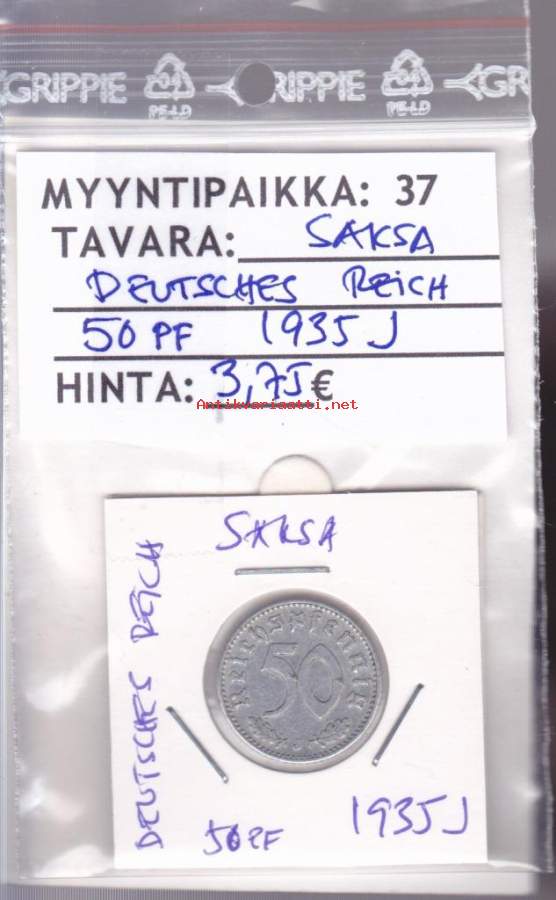 GRIPPIE PE-LD RIPPIE PE-LD GR
MYYNTIPAIKKA: 37
TAVARA: SAKSA
DEUTSCHES REICH
50 PF 1935 J
HINTA: 3,75 €
Antikvariaatti.net
SAKSA
DEUTSCHES REICH
Reichspfennig
50
J
50 PF 1935 J